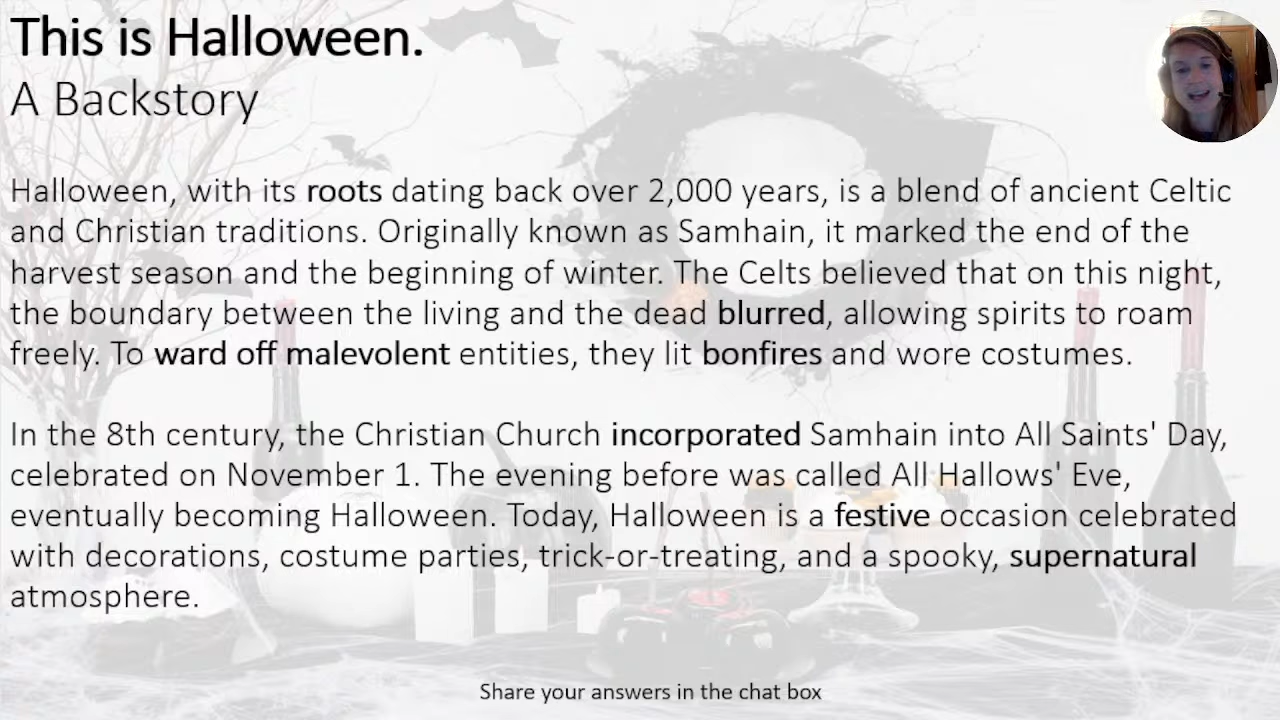 This is Halloween.
A Backstory
Halloween, with its roots dating back over 2,000 years, is a blend of ancient Celtic
and Christian traditions. Originally known as Samhain, it marked the end of the
harvest season and the beginning of winter. The Celts believed that on this night,
the boundary between the living and the dead blurred, allowing spirits to roam
freely. To ward off malevolent entities, they lit bonfires and wore costumes.
In the 8th century, the Christian Church incorporated Samhain into All Saints' Day,
celebrated on November 1. The evening before was called All Hallows' Eve,
eventually becoming Halloween. Today, Halloween is a festive occasion celebrated
with decorations, costume parties, trick-or-treating, and a spooky, supernatural
atmosphere.
Share your answers in the chat box